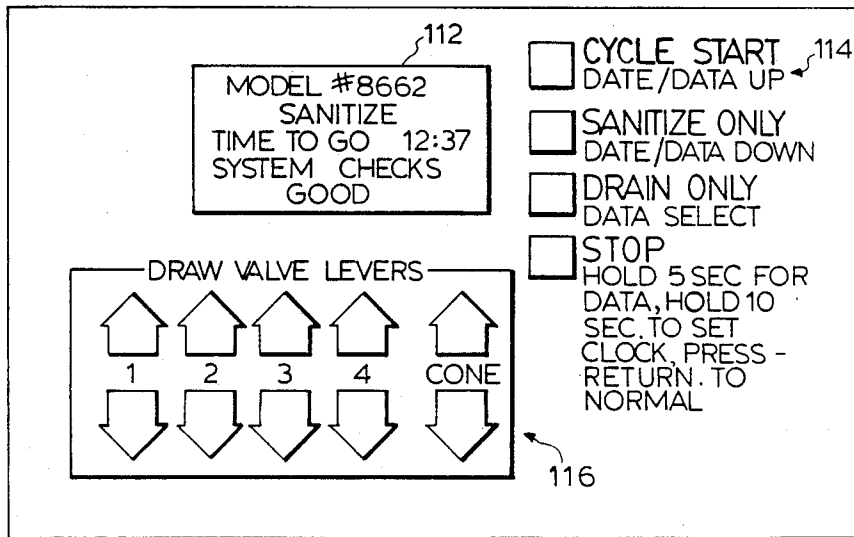 112
MODEL #8662
SANITIZE
TIME TO GO 12:37
SYSTEM CHECKS
GOOD
CYCLE START
DATE/DATA UP
114
SANITIZE ONLY
DATE/DATA DOWN
DRAIN ONLY
DATA SELECT
STOP
HOLD 5 SEC FOR
DATA, HOLD 10
SEC. TO SET
CLOCK, PRESS -
RETURN. TO
NORMAL
DRAW VALVE LEVERS
1 2 3 4 CONE
116